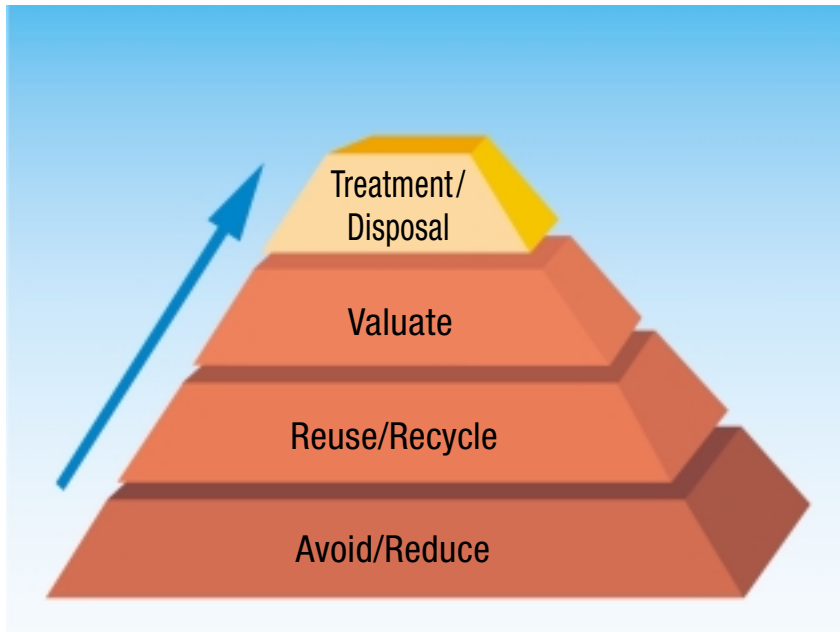 Treatment/
Disposal
Valuate
Reuse/Recycle
Avoid/Reduce